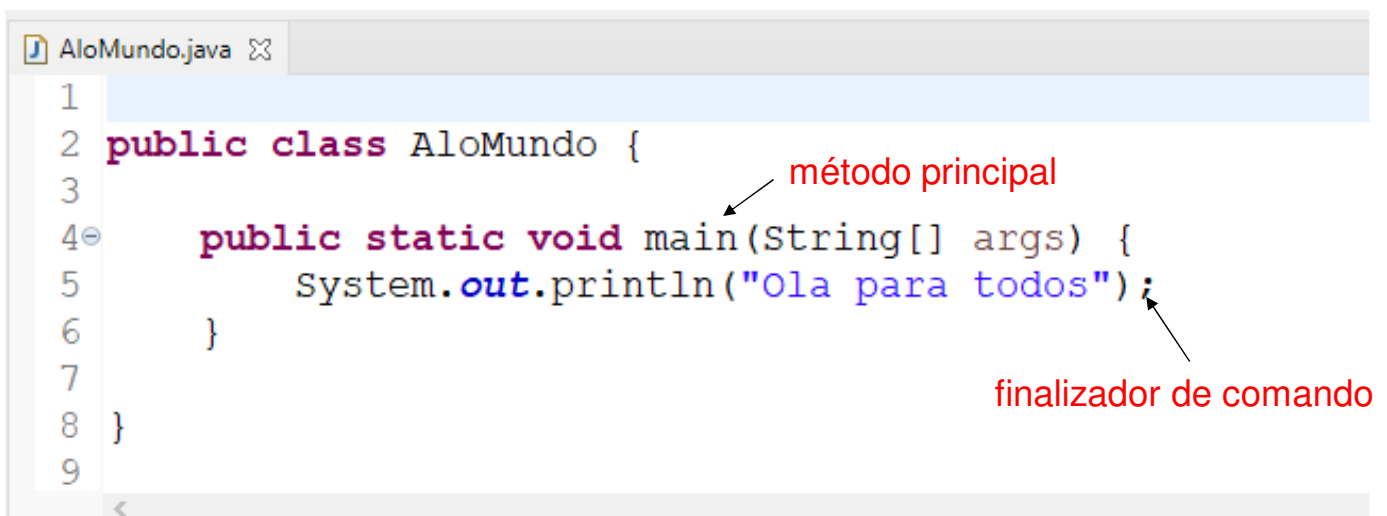 AloMundo.java
1
2 public class AloMundo {
método principal
3
4 public static void main(String[] args) {
5 System.out.println("Ola para todos");
6 }
7
finalizador de comando
8 }
9